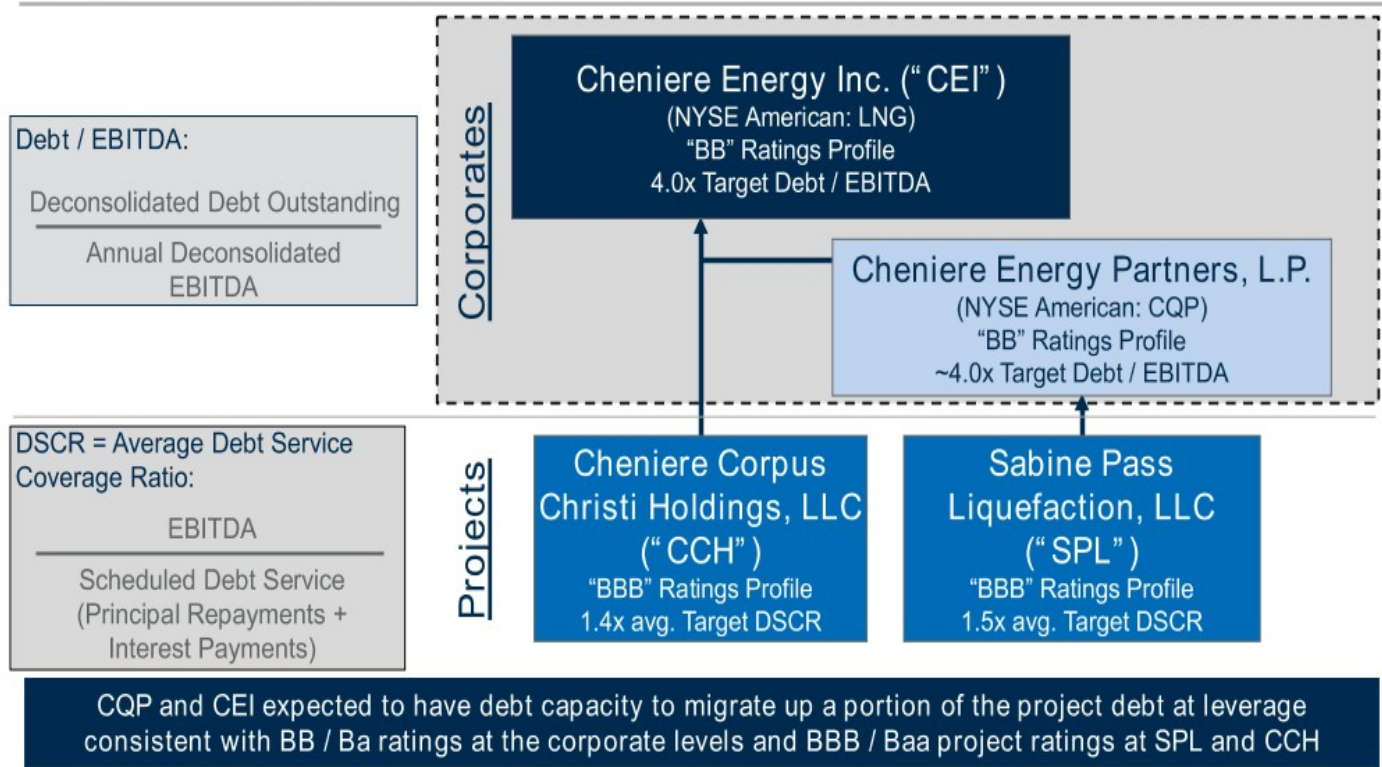 Cheniere Energy Inc. (“CEI”)
(NYSE American: LNG)
“BB” Ratings Profile
4.0x Target Debt / EBITDA
Corporates
Debt / EBITDA:
Deconsolidated Debt Outstanding
Annual Deconsolidated
EBITDA
Cheniere Energy Partners, L.P.
(NYSE American: CQP)
“BB” Ratings Profile
~4.0x Target Debt / EBITDA
DSCR = Average Debt Service
Coverage Ratio:
EBITDA
Scheduled Debt Service
(Principal Repayments +
Interest Payments)
Projects
Cheniere Corpus
Christi Holdings, LLC
(“CCH”)
“BBB” Ratings Profile
1.4x avg. Target DSCR
Sabine Pass
Liquefaction, LLC
(“SPL”)
“BBB” Ratings Profile
1.5x avg. Target DSCR
CQP and CEI expected to have debt capacity to migrate up a portion of the project debt at leverage
consistent with BB / Ba ratings at the corporate levels and BBB / Baa project ratings at SPL and CCH